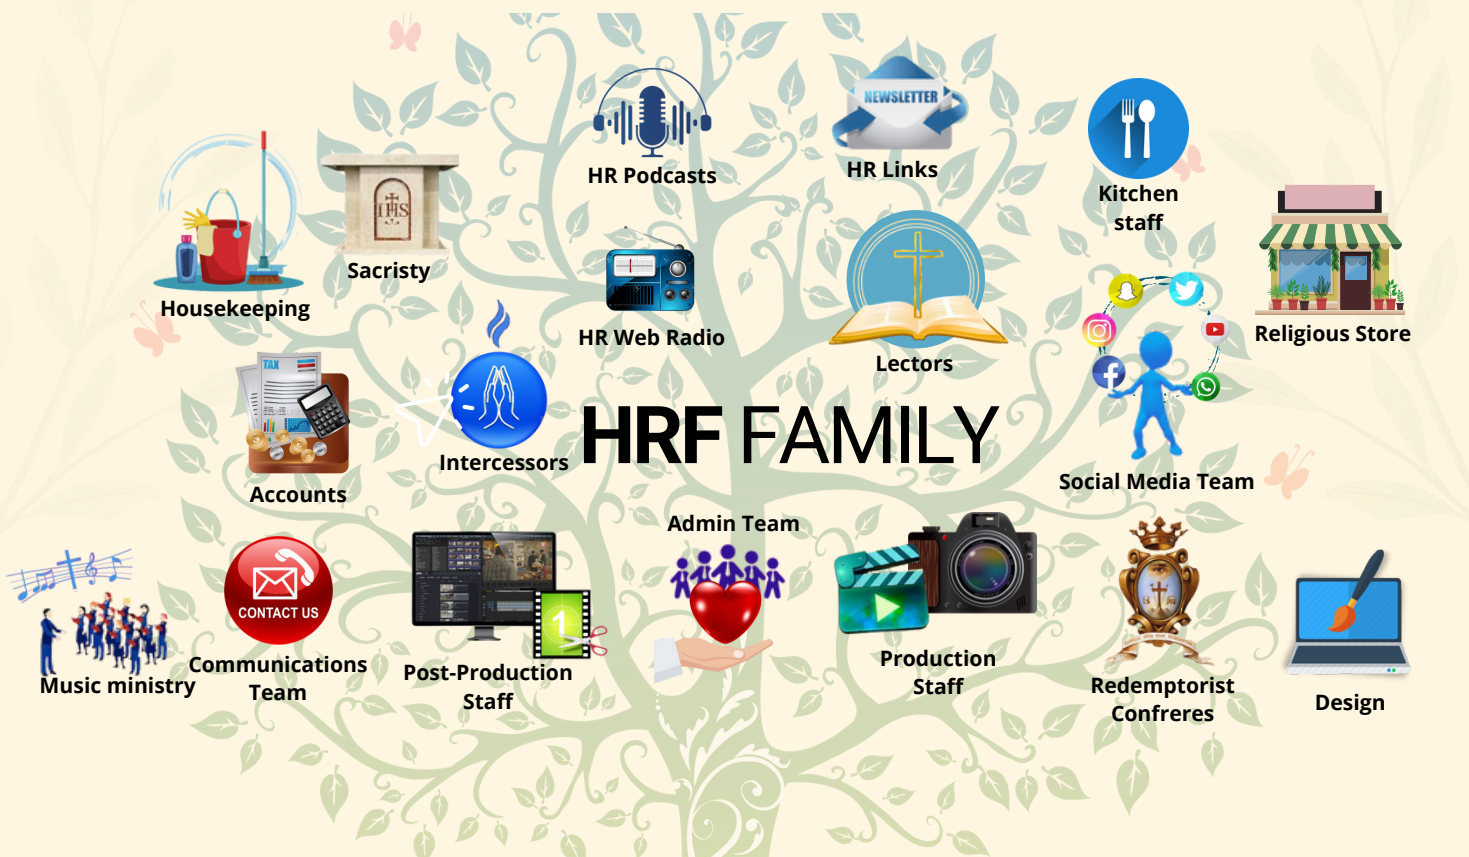 HR Podcasts
NEWSLETTER
HR Links
Kitchen
staff
IHS
Sacristy
Housekeeping
HR Web Radio
Lectors
Religious Store
TAX
Accounts
Intercessors
HRF FAMILY
Social Media Team
Admin Team
CONTACT US
1
Music ministry
Communications
Team
Post-Production
Staff
Production
Staff
Redemptorist
Confreres
Design